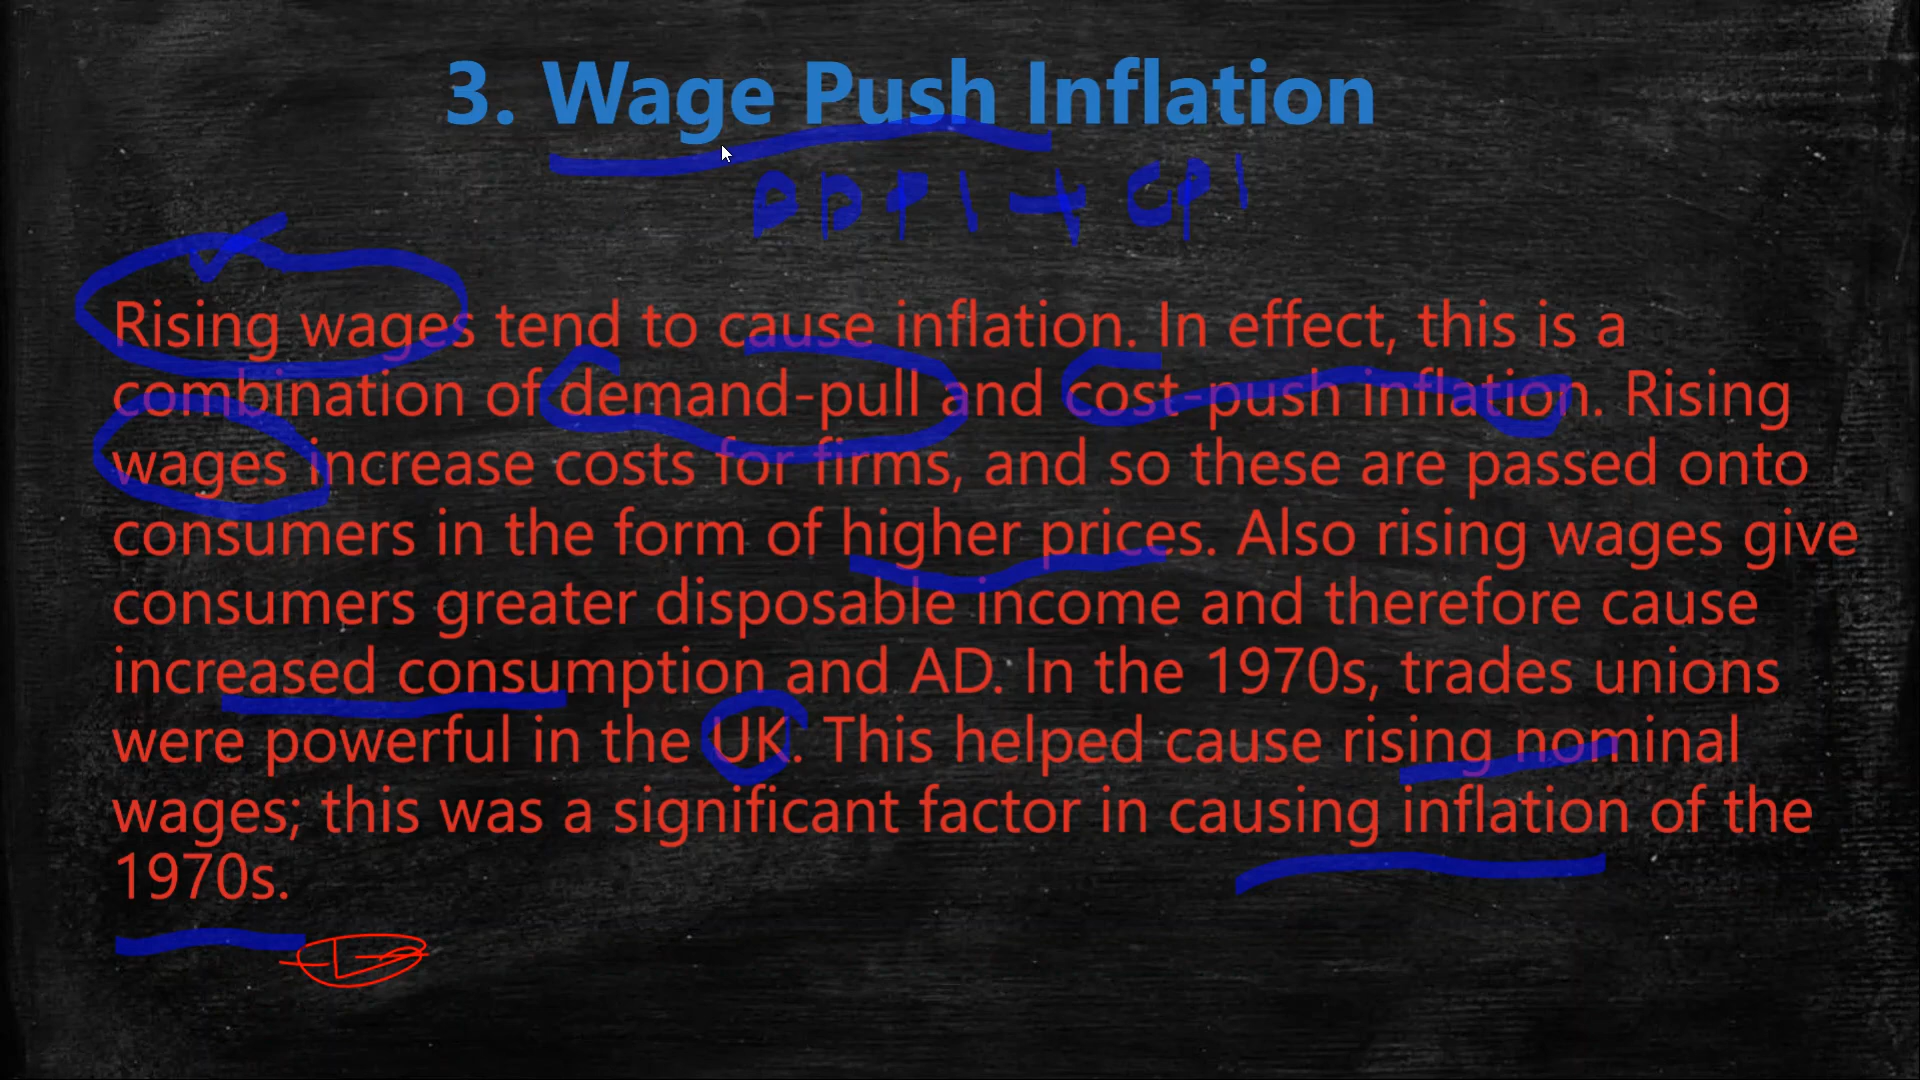 3. Wage Push Inflation
DDPI + CPI
Rising wages tend to cause inflation. In effect, this is a
combination of demand-pull and cost-push inflation. Rising
wages increase costs for firms, and so these are passed onto
consumers in the form of higher prices. Also rising wages give
consumers greater disposable income and therefore cause
increased consumption and AD. In the 1970s, trades unions
were powerful in the UK. This helped cause rising nominal
wages; this was a significant factor in causing inflation of the
1970s.